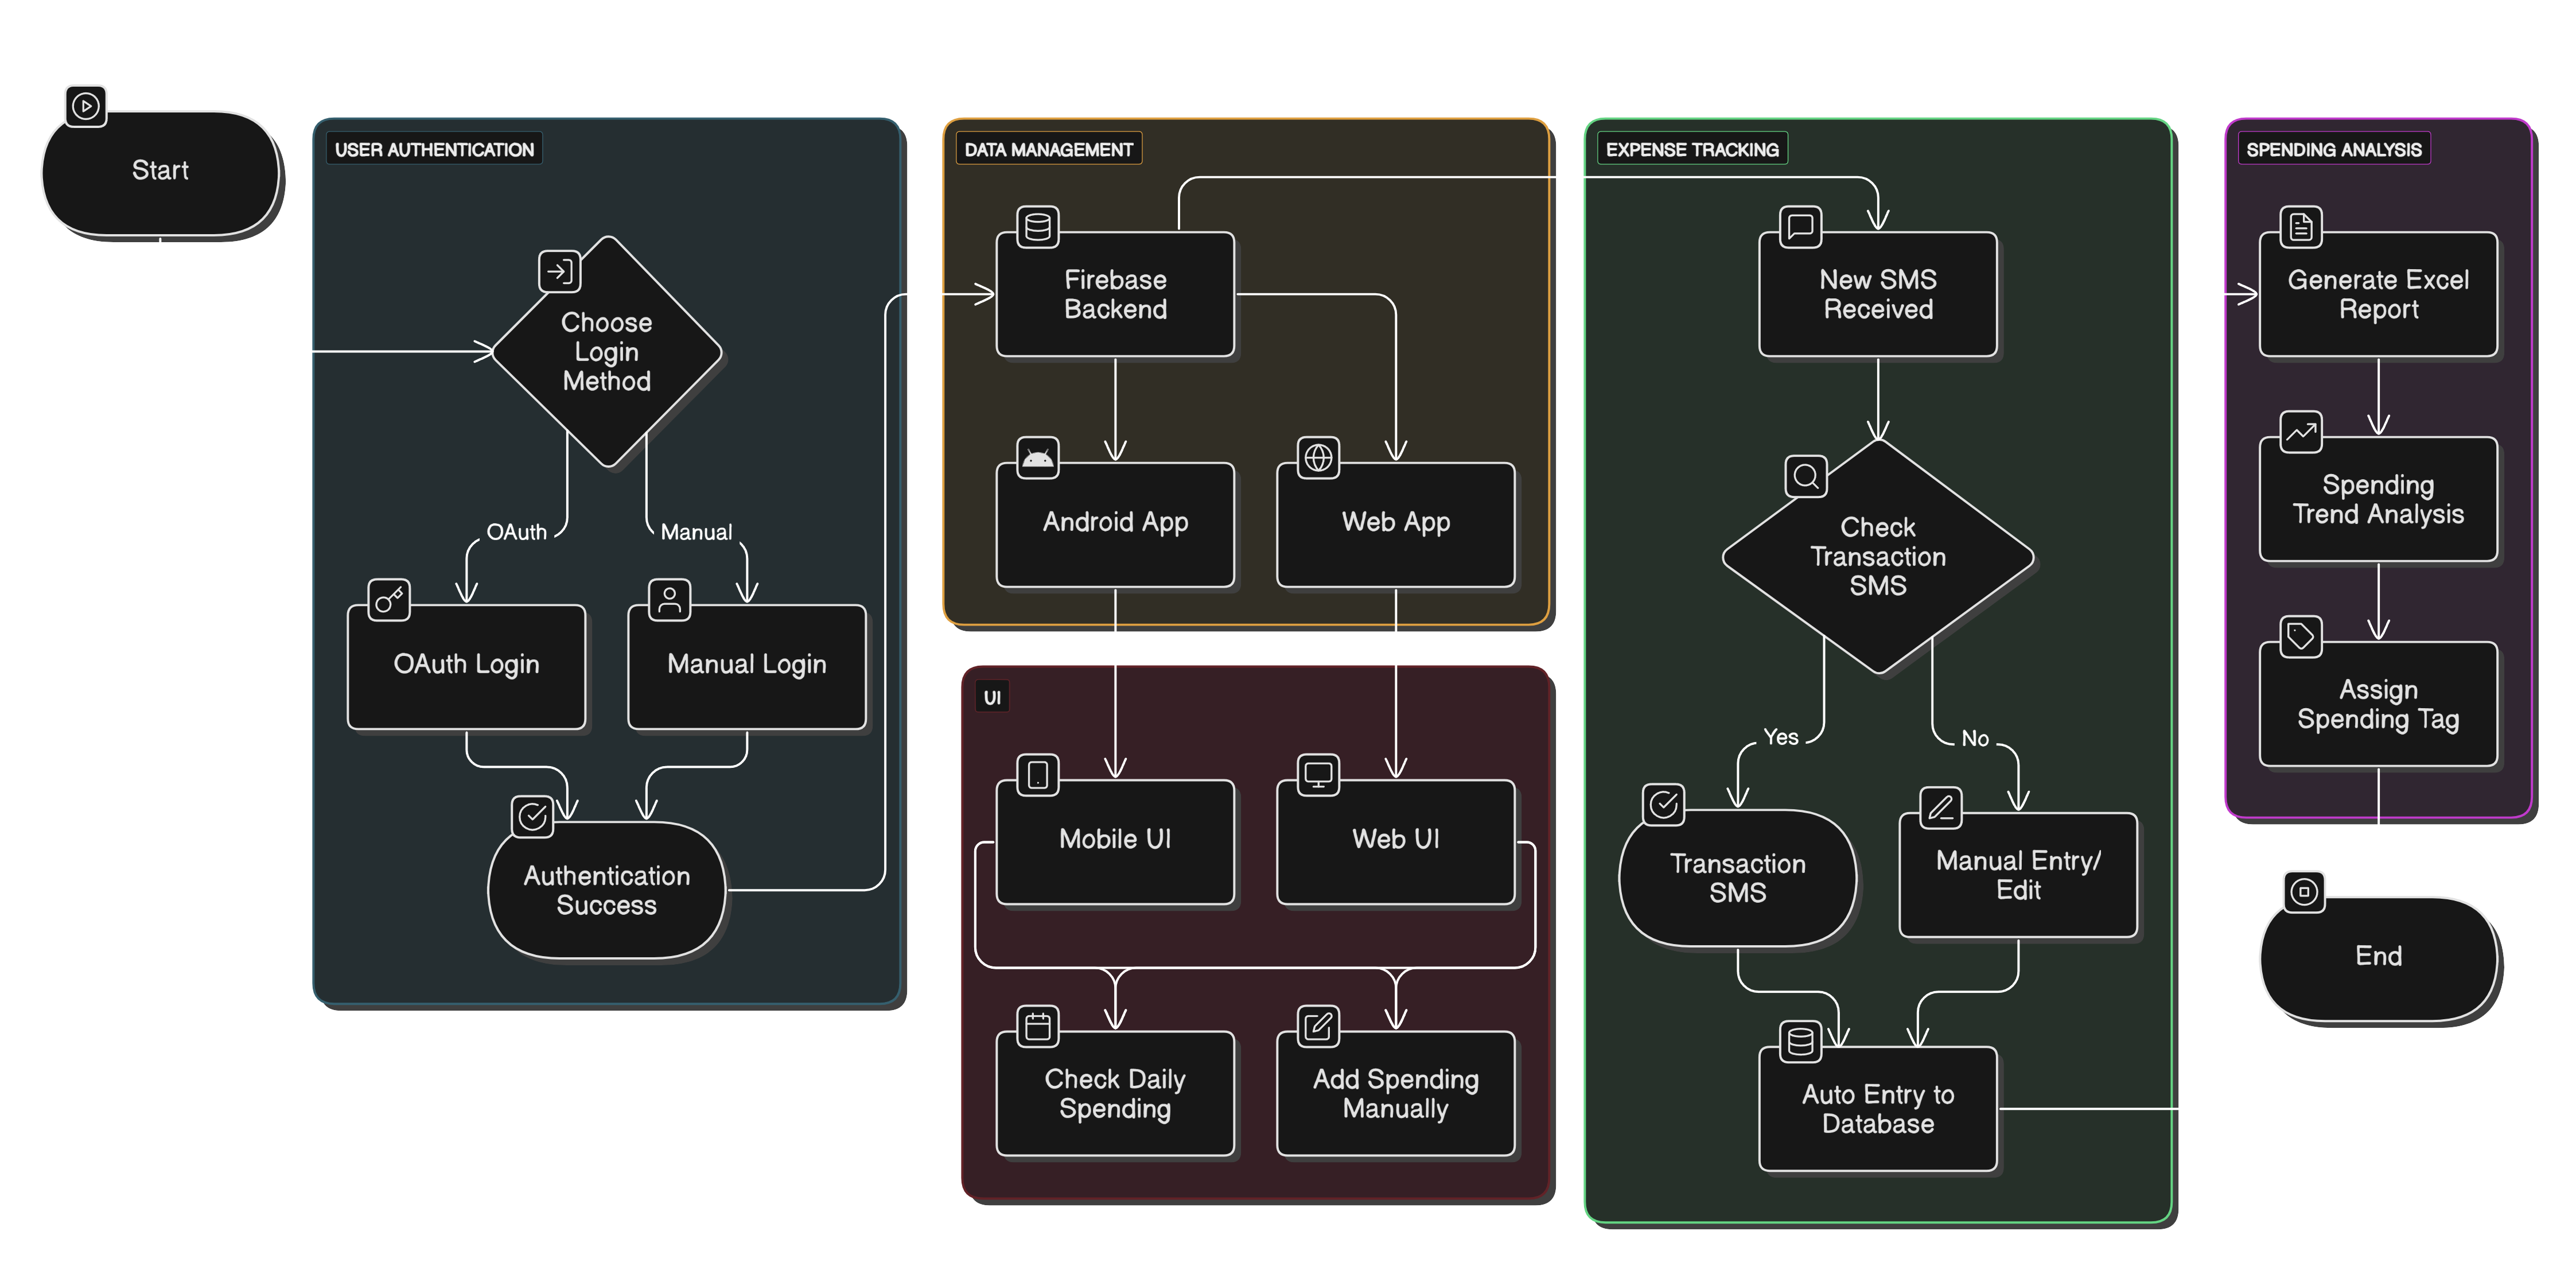 Start
USER AUTHENTICATION
Choose
Login
Method
OAuth
Manual
OAuth Login
Manual Login
Authentication
Success
DATA MANAGEMENT
Firebase
Backend
Android App
Web App
UI
Mobile UI
Web UI
Check Daily
Spending
Add Spending
Manually
EXPENSE TRACKING
New SMS
Received
Check
Transaction
SMS
Yes
No
Transaction
SMS
Manual Entry/
Edit
Auto Entry to
Database
SPENDING ANALYSIS
Generate Excel
Report
Spending
Trend Analysis
Assign
Spending Tag
End